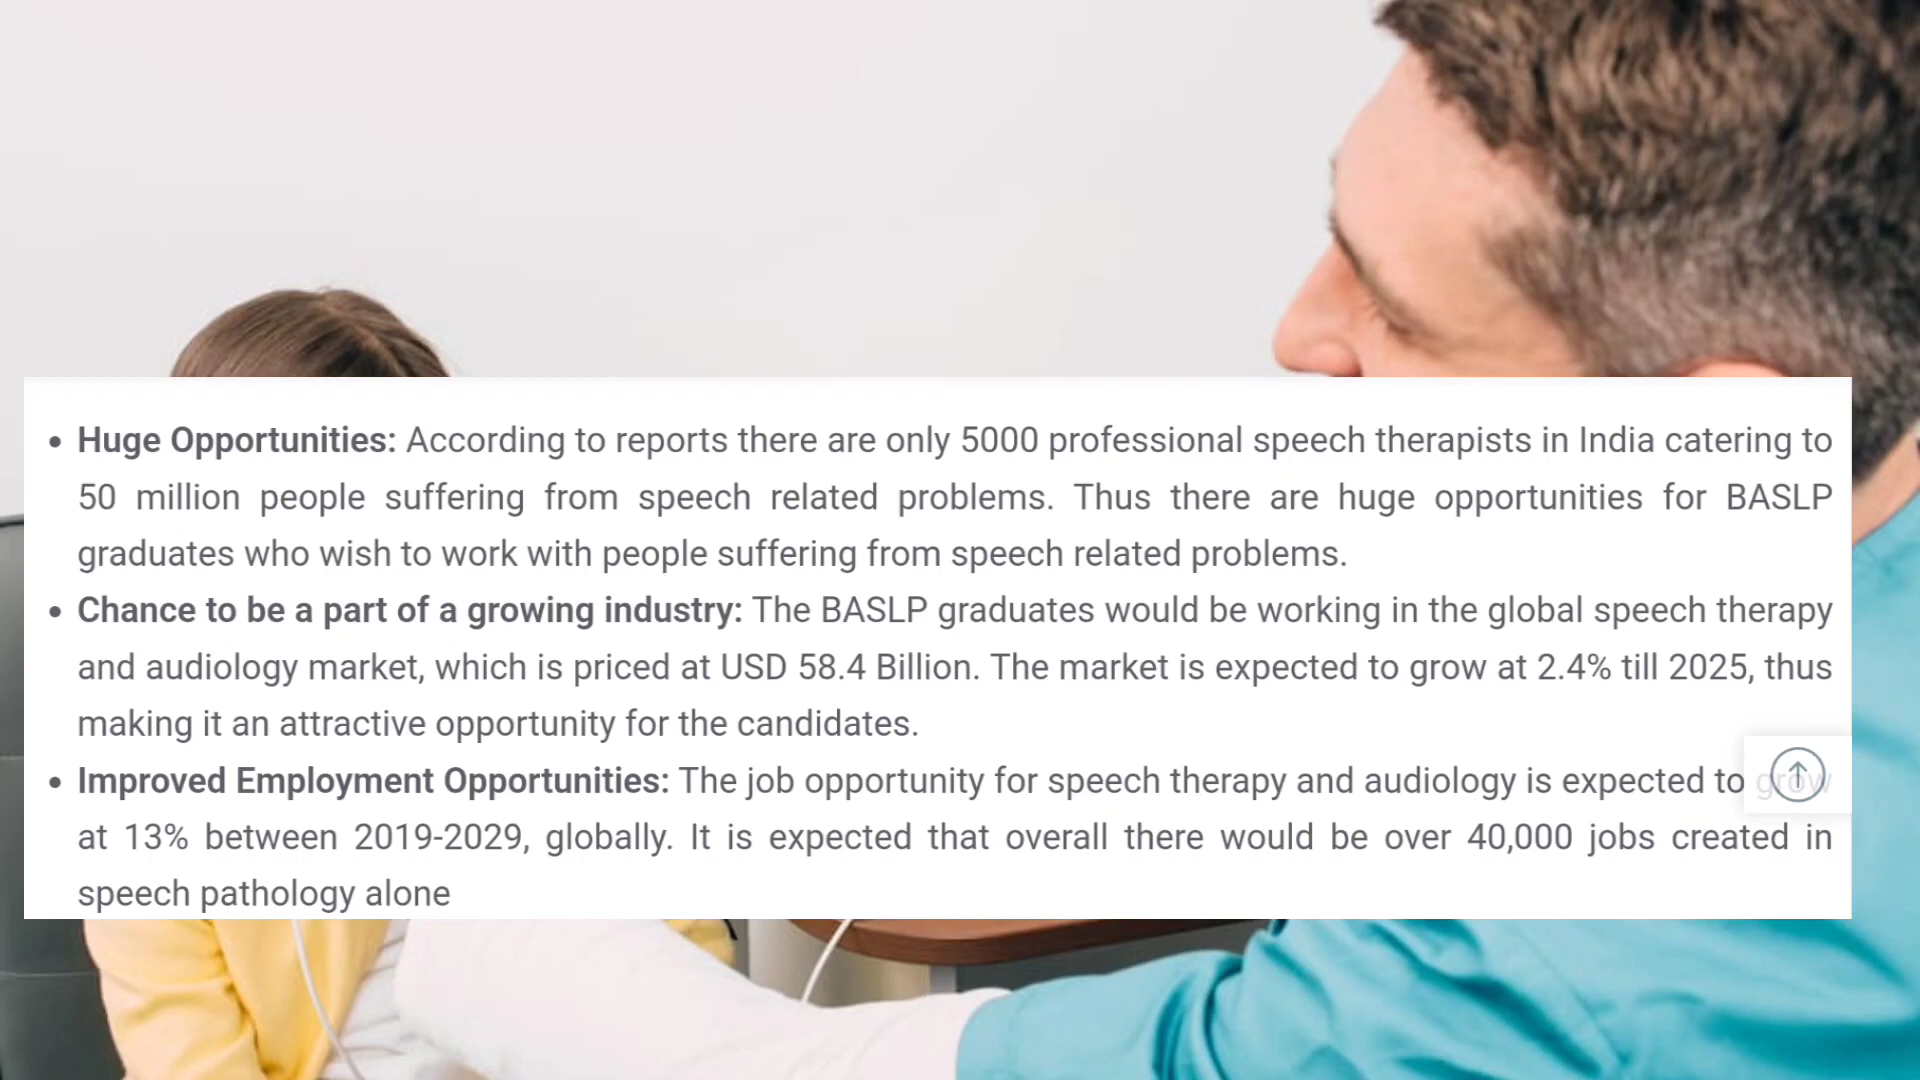 • Huge Opportunities: According to reports there are only 5000 professional speech therapists in India catering to
50 million people suffering from speech related problems. Thus there are huge opportunities for BASLP
graduates who wish to work with people suffering from speech related problems.
• Chance to be a part of a growing industry: The BASLP graduates would be working in the global speech therapy
and audiology market, which is priced at USD 58.4 Billion. The market is expected to grow at 2.4% till 2025, thus
making it an attractive opportunity for the candidates.
• Improved Employment Opportunities: The job opportunity for speech therapy and audiology is expected to grow
at 13% between 2019-2029, globally. It is expected that overall there would be over 40,000 jobs created in
speech pathology alone